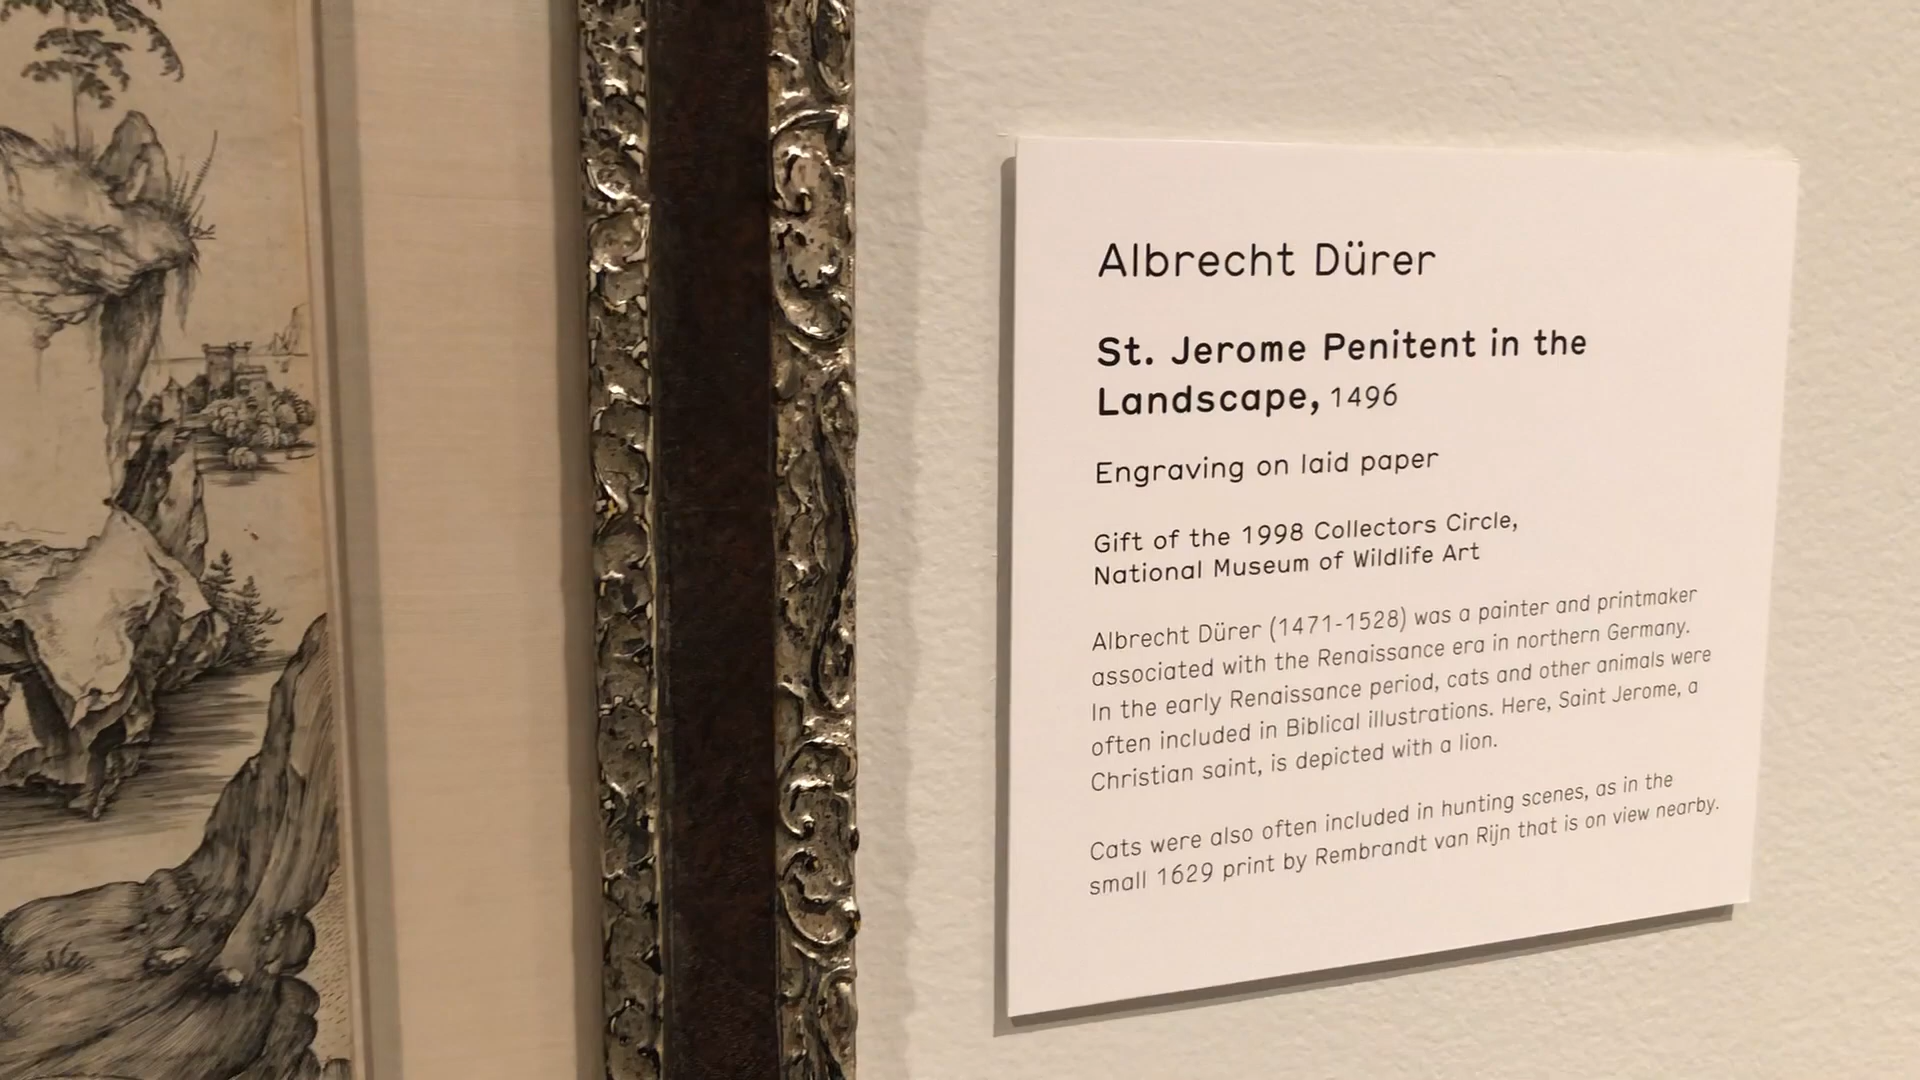 Albrecht Dürer
St. Jerome Penitent in the
Landscape, 1496
Engraving on laid paper
Gift of the 1998 Collectors Circle,
National Museum of Wildlife Art
Albrecht Dürer (1471-1528) was a painter and printmaker
associated with the Renaissance era in northern Germany.
In the early Renaissance period, cats and other animals were
often included in Biblical illustrations. Here, Saint Jerome, a
Christian saint, is depicted with a lion.
Cats were also often included in hunting scenes, as in the
small 1629 print by Rembrandt van Rijn that is on view nearby.